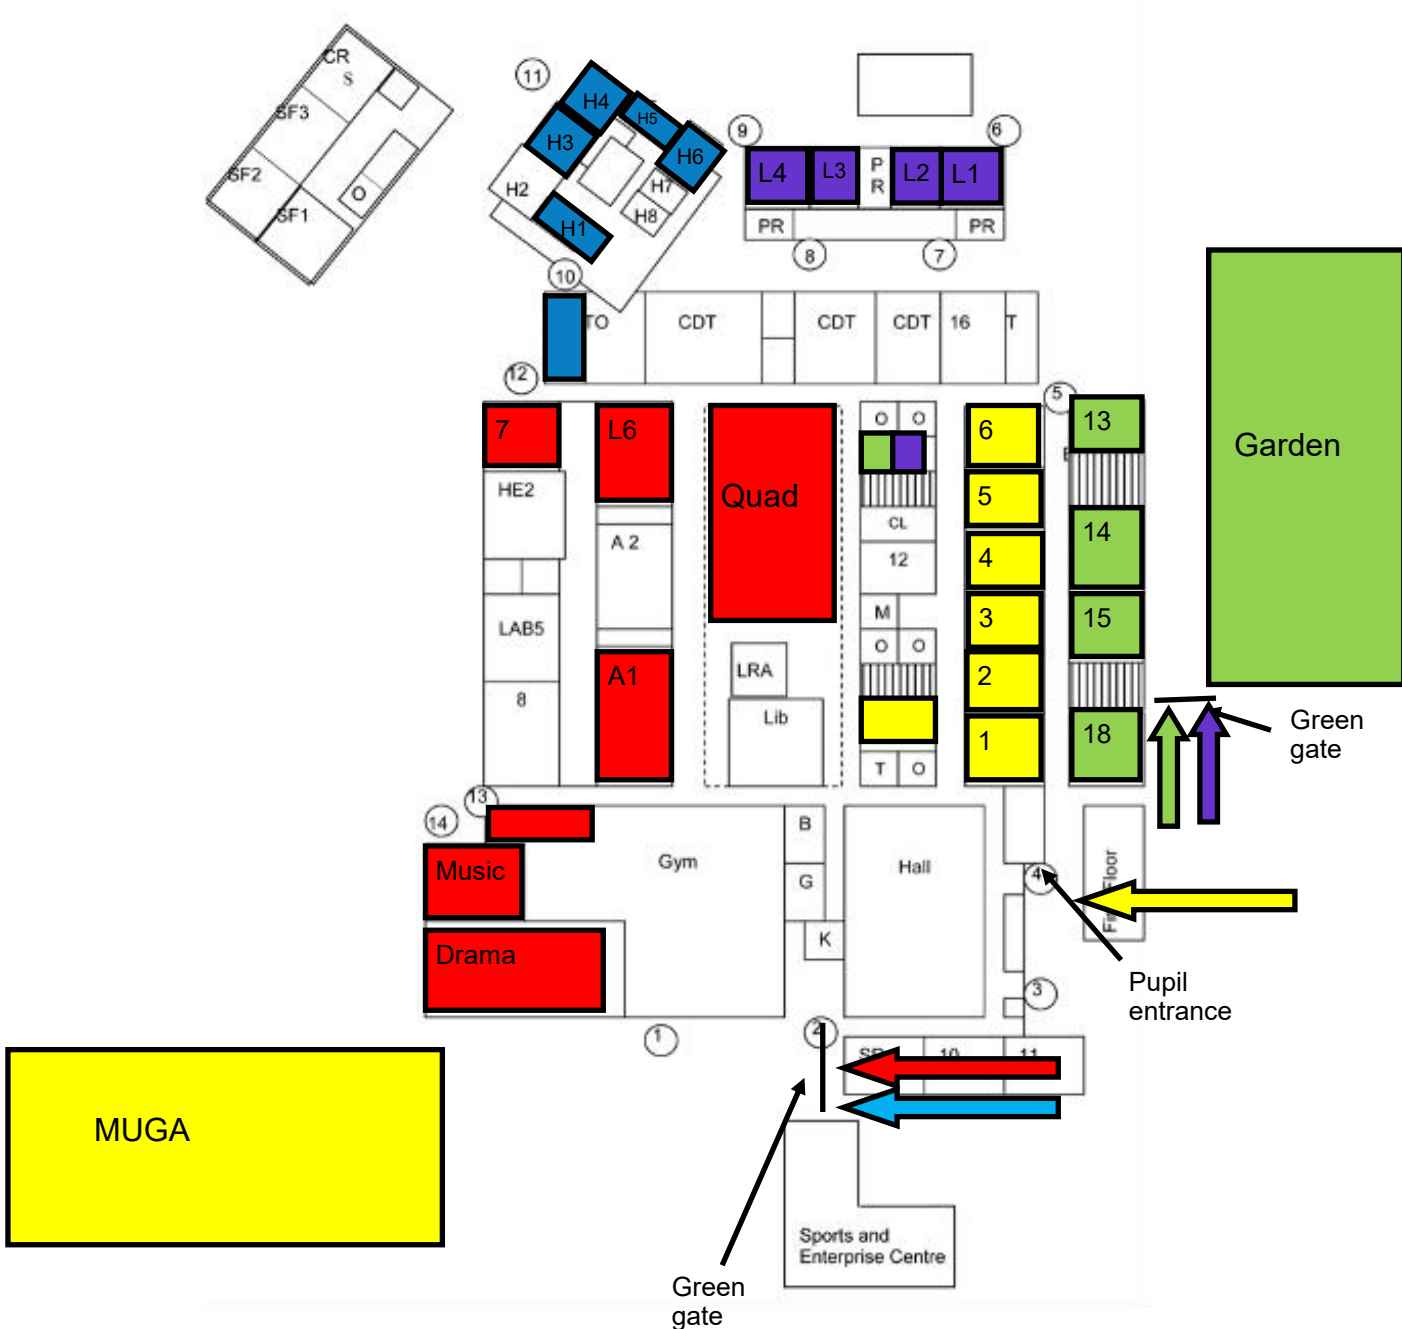 CR
S
SF3
SF2
SF1
O
11
H4
H5
H3
H6
H2
H7
H8
H1
10
9
6
L4
L3
P
R
L2
L1
PR
PR
8
7
TO
CDT
CDT
CDT
16
T
12
5
7
L6
Quad
O
O
6
13
Garden
HE2
A 2
CL
12
5
14
4
LAB5
M
3
15
O
O
LRA
8
A1
Lib
2
1
18
T
O
Green
gate
13
14
B
Gym
Music
G
Hall
4
Floor
Drama
K
Pupil
entrance
3
1
2
10
11
MUGA
Sports and
Enterprise Centre
Green
gate